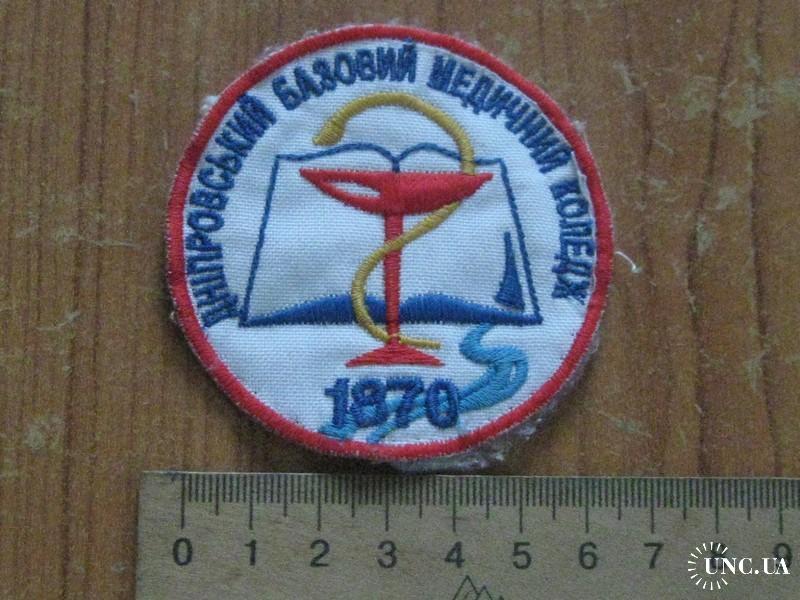 ДНІПРОВСЬКИЙ БАЗОВИЙ МЕДИЧНИЙ КОЛЕДЖ
1870
0 1 2 3 4 5 6 7 8 9
UNC.UA